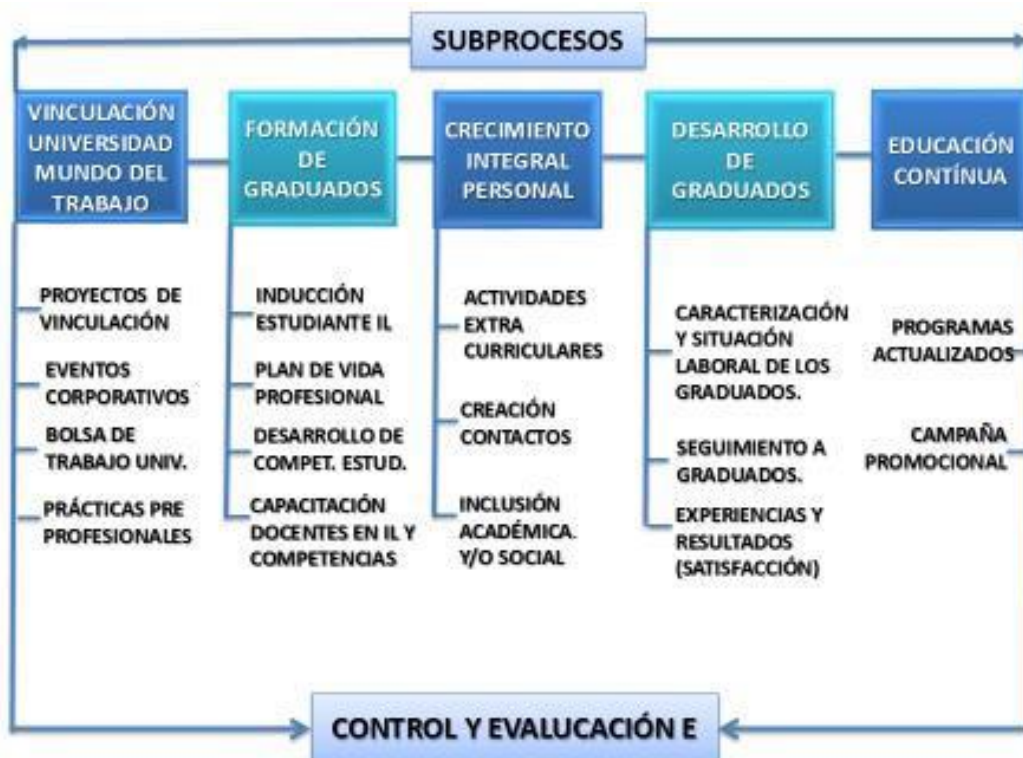 SUBPROCESOS
VINCULACIÓN
UNIVERSIDAD
MUNDO DEL
TRABAJO
FORMACIÓN
DE
GRADUADOS
CRECIMIENTO
INTEGRAL
PERSONAL
DESARROLLO
DE
GRADUADOS
EDUCACIÓN
CONTÍNUA
PROYECTOS DE
VINCULACIÓN
EVENTOS
CORPORATIVOS
BOLSA DE
TRABAJO UNIV.
PRÁCTICAS PRE
PROFESIONALES
INDUCCIÓN
ESTUDIANTE IL
PLAN DE VIDA
PROFESIONAL
DESARROLLO DE
COMPET. ESTUD.
CAPACITACIÓN
DOCENTES EN IL Y
COMPETENCIAS
ACTIVIDADES
EXTRA
CURRICULARES
CREACIÓN
CONTACTOS
INCLUSIÓN
ACADÉMICA.
Y/O SOCIAL
CARACTERIZACIÓN
Y SITUACIÓN
LABORAL DE LOS
GRADUADOS.
SEGUIMIENTO A
GRADUADOS.
EXPERIENCIAS Y
RESULTADOS
(SATISFACCIÓN)
PROGRAMAS
ACTUALIZADOS
CAMPAÑA
PROMOCIONAL
CONTROL Y EVALUCACIÓN E